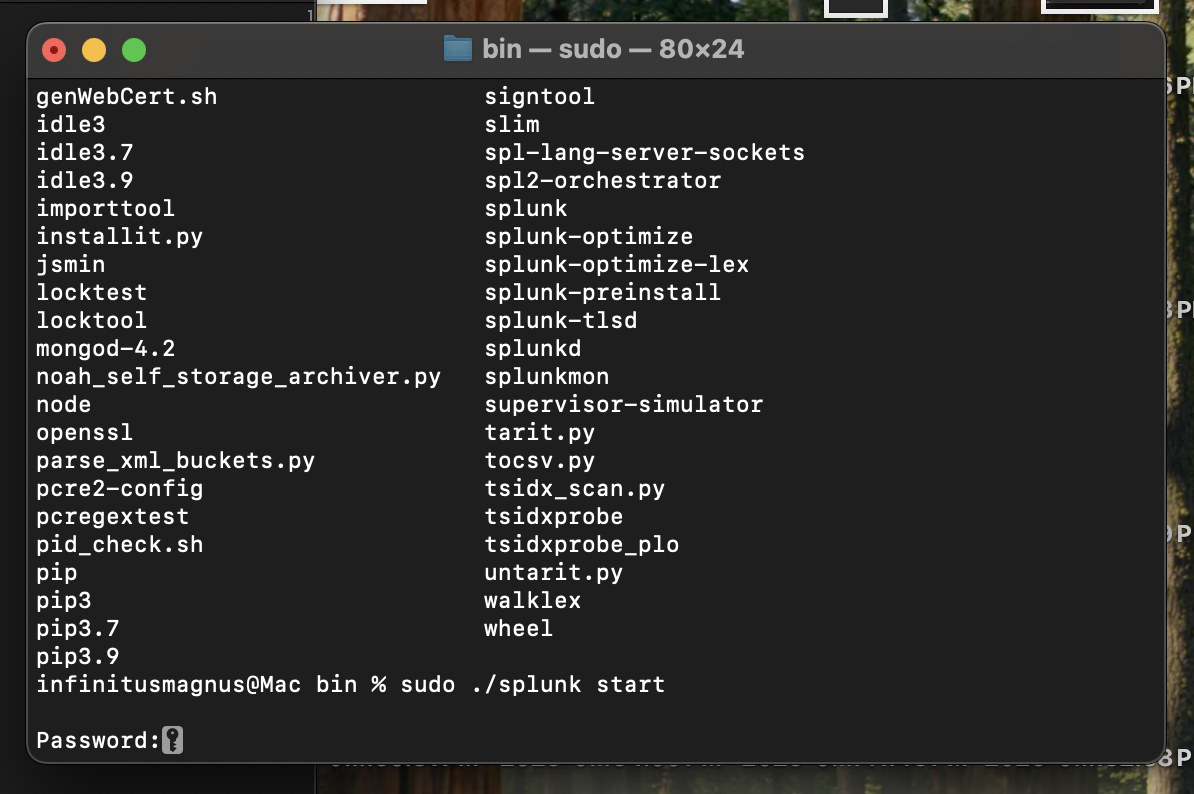 bin — sudo — 80×24
genWebCert.sh signtool
idle3 slim
idle3.7 spl-lang-server-sockets
idle3.9 spl2-orchestrator
importtool splunk
installit.py splunk-optimize
jsmin splunk-optimize-lex
locktest splunk-preinstall
locktool splunk-tlsd
mongod-4.2 splunkd
noah_self_storage_archiver.py splunkmon
node supervisor-simulator
openssl tarit.py
parse_xml_buckets.py tocsv.py
pcre2-config tsidx_scan.py
pcregextest tsidxprobe
pid_check.sh tsidxprobe_plo
pip untarit.py
pip3 walklex
pip3.7 wheel
pip3.9
infinitusmagnus@Mac bin % sudo ./splunk start
Password: